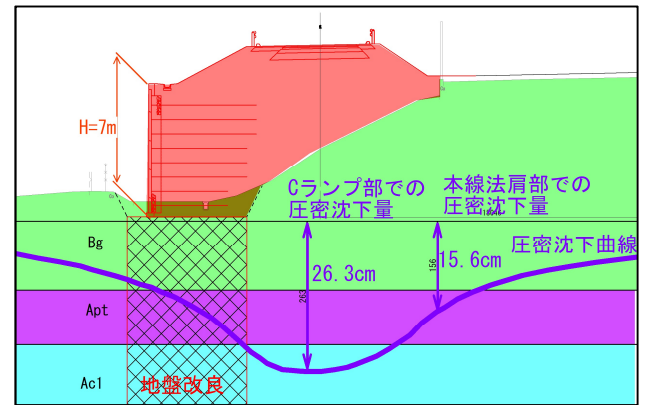 H=7m
Cランプ部での
圧密沈下量
本線法肩部での
圧密沈下量
Bg
圧密沈下曲線
26.3cm
263
15.6cm
156
Apt
Ac1
地盤改良